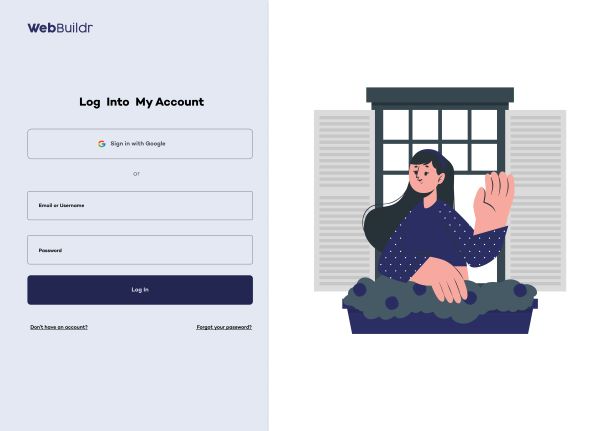 WebBuildr
Log Into My Account
Sign in with Google
or
Email or Username
Password
Log In
Don't have an account?
Forgot your password?